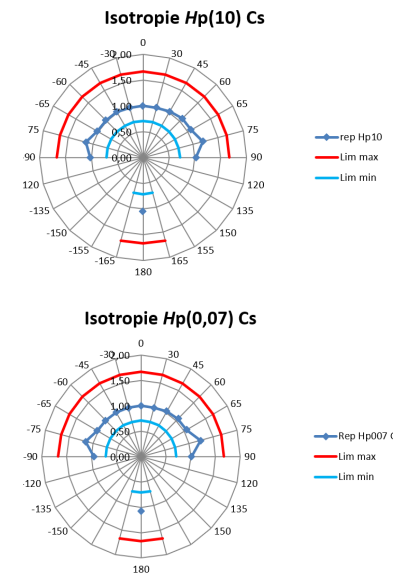 Isotropie Hp(10) Cs
0
-30 2,00 30
-45 1,50 45
-60 60
-65 1,00 65
75 0,50 75
90 0,00 90
120 120
-135 135
-150 150
-155 155
-165 165
180
rep Hp10
Lim max
Lim min
Isotropie Hp(0,07) Cs
0
-30 2,00 30
-45 1,50 45
-60 60
1,00
-75 0,50 75
-90 0,00 90
-120 120
-135 135
-150 150
180
Rep Hp007
Lim max
Lim min